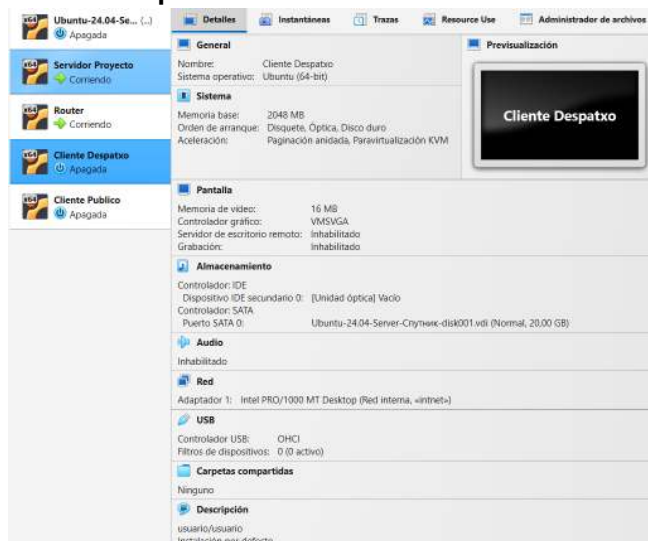 Ubuntu-24.04-Se... (...)
Apagada
Servidor Proyecto
Corriendo
Router
Corriendo
Cliente Despatxo
Apagada
Cliente Publico
Apagada
Detalles
Instantáneas
Trazas
Resource Use
Administrador de archivos
General
Nombre: Cliente Despatxo
Sistema operativo: Ubuntu (64-bit)
Previsualización
Cliente Despatxo
Sistema
Memoria base: 2048 MB
Orden de arranque: Disquete, Óptica, Disco duro
Aceleración: Paginación anidada, Paravirtualización KVM
Pantalla
Memoria de vídeo: 16 MB
Controlador gráfico: VMSVGA
Servidor de escritorio remoto: Inhabilitado
Grabación: Inhabilitado
Almacenamiento
Controlador: IDE
Dispositivo IDE secundario 0: [Unidad óptica] Vacío
Controlador: SATA
Puerto SATA 0: Ubuntu-24.04-Server-Спутник-disk001.vdi (Normal, 20,00 GB)
Audio
Inhabilitado
Red
Adaptador 1: Intel PRO/1000 MT Desktop (Red interna, «intnet»)
USB
Controlador USB: OHCI
Filtros de dispositivos: 0 (0 activo)
Carpetas compartidas
Ninguno
Descripción
usuario/usuario
Instalación por defecto